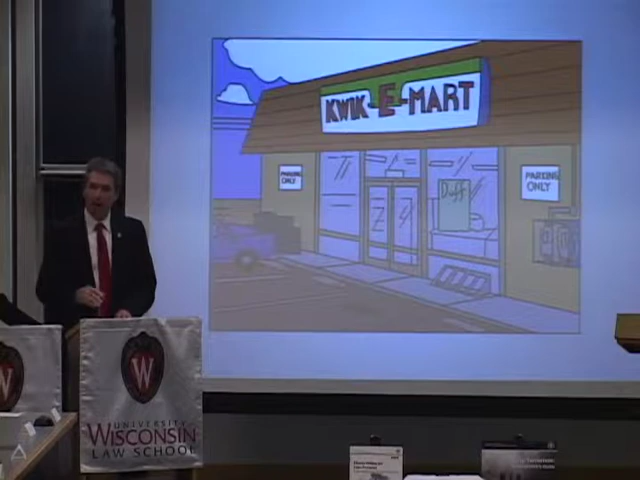 KWIK-E-MART
PARKING
ONLY
PARKING
ONLY
Duff
W
W
UNIVERSITY
WISCONSIN
LAW SCHOOL